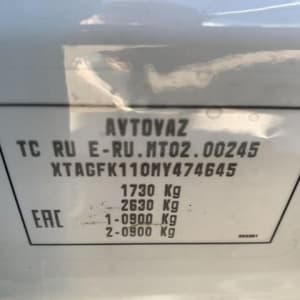 AVTOVAZ
TC RU E-RU.MT02.00245
XTAGFK110MY474645
1730 Kg
2630 Kg
1-0900 Kg
EAC
2-0900 Kg